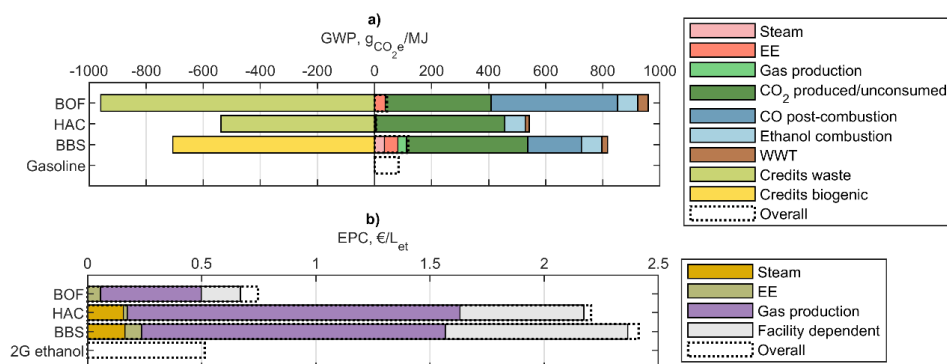 a)
GWP, gCO2e/MJ
-1000 -800 -600 -400 -200 0 200 400 600 800 1000
BOF
HAC
BBS
Gasoline
Steam
EE
Gas production
CO2 produced/unconsumed
CO post-combustion
Ethanol combustion
WWT
Credits waste
Credits biogenic
Overall
b)
EPC, €/Let
0 0.5 1 1.5 2 2.5
BOF
HAC
BBS
2G ethanol
Steam
EE
Gas production
Facility dependent
Overall